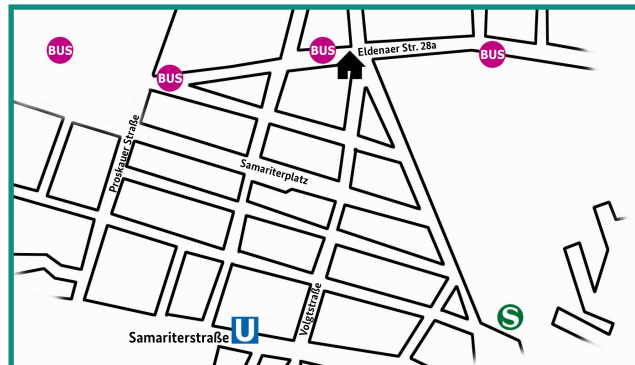 BUS
BUS
Eldenaer Str. 28a
BUS
BUS
Proskauer Straße
Samariterplatz
Voigtstraße
S
Samariterstraße U